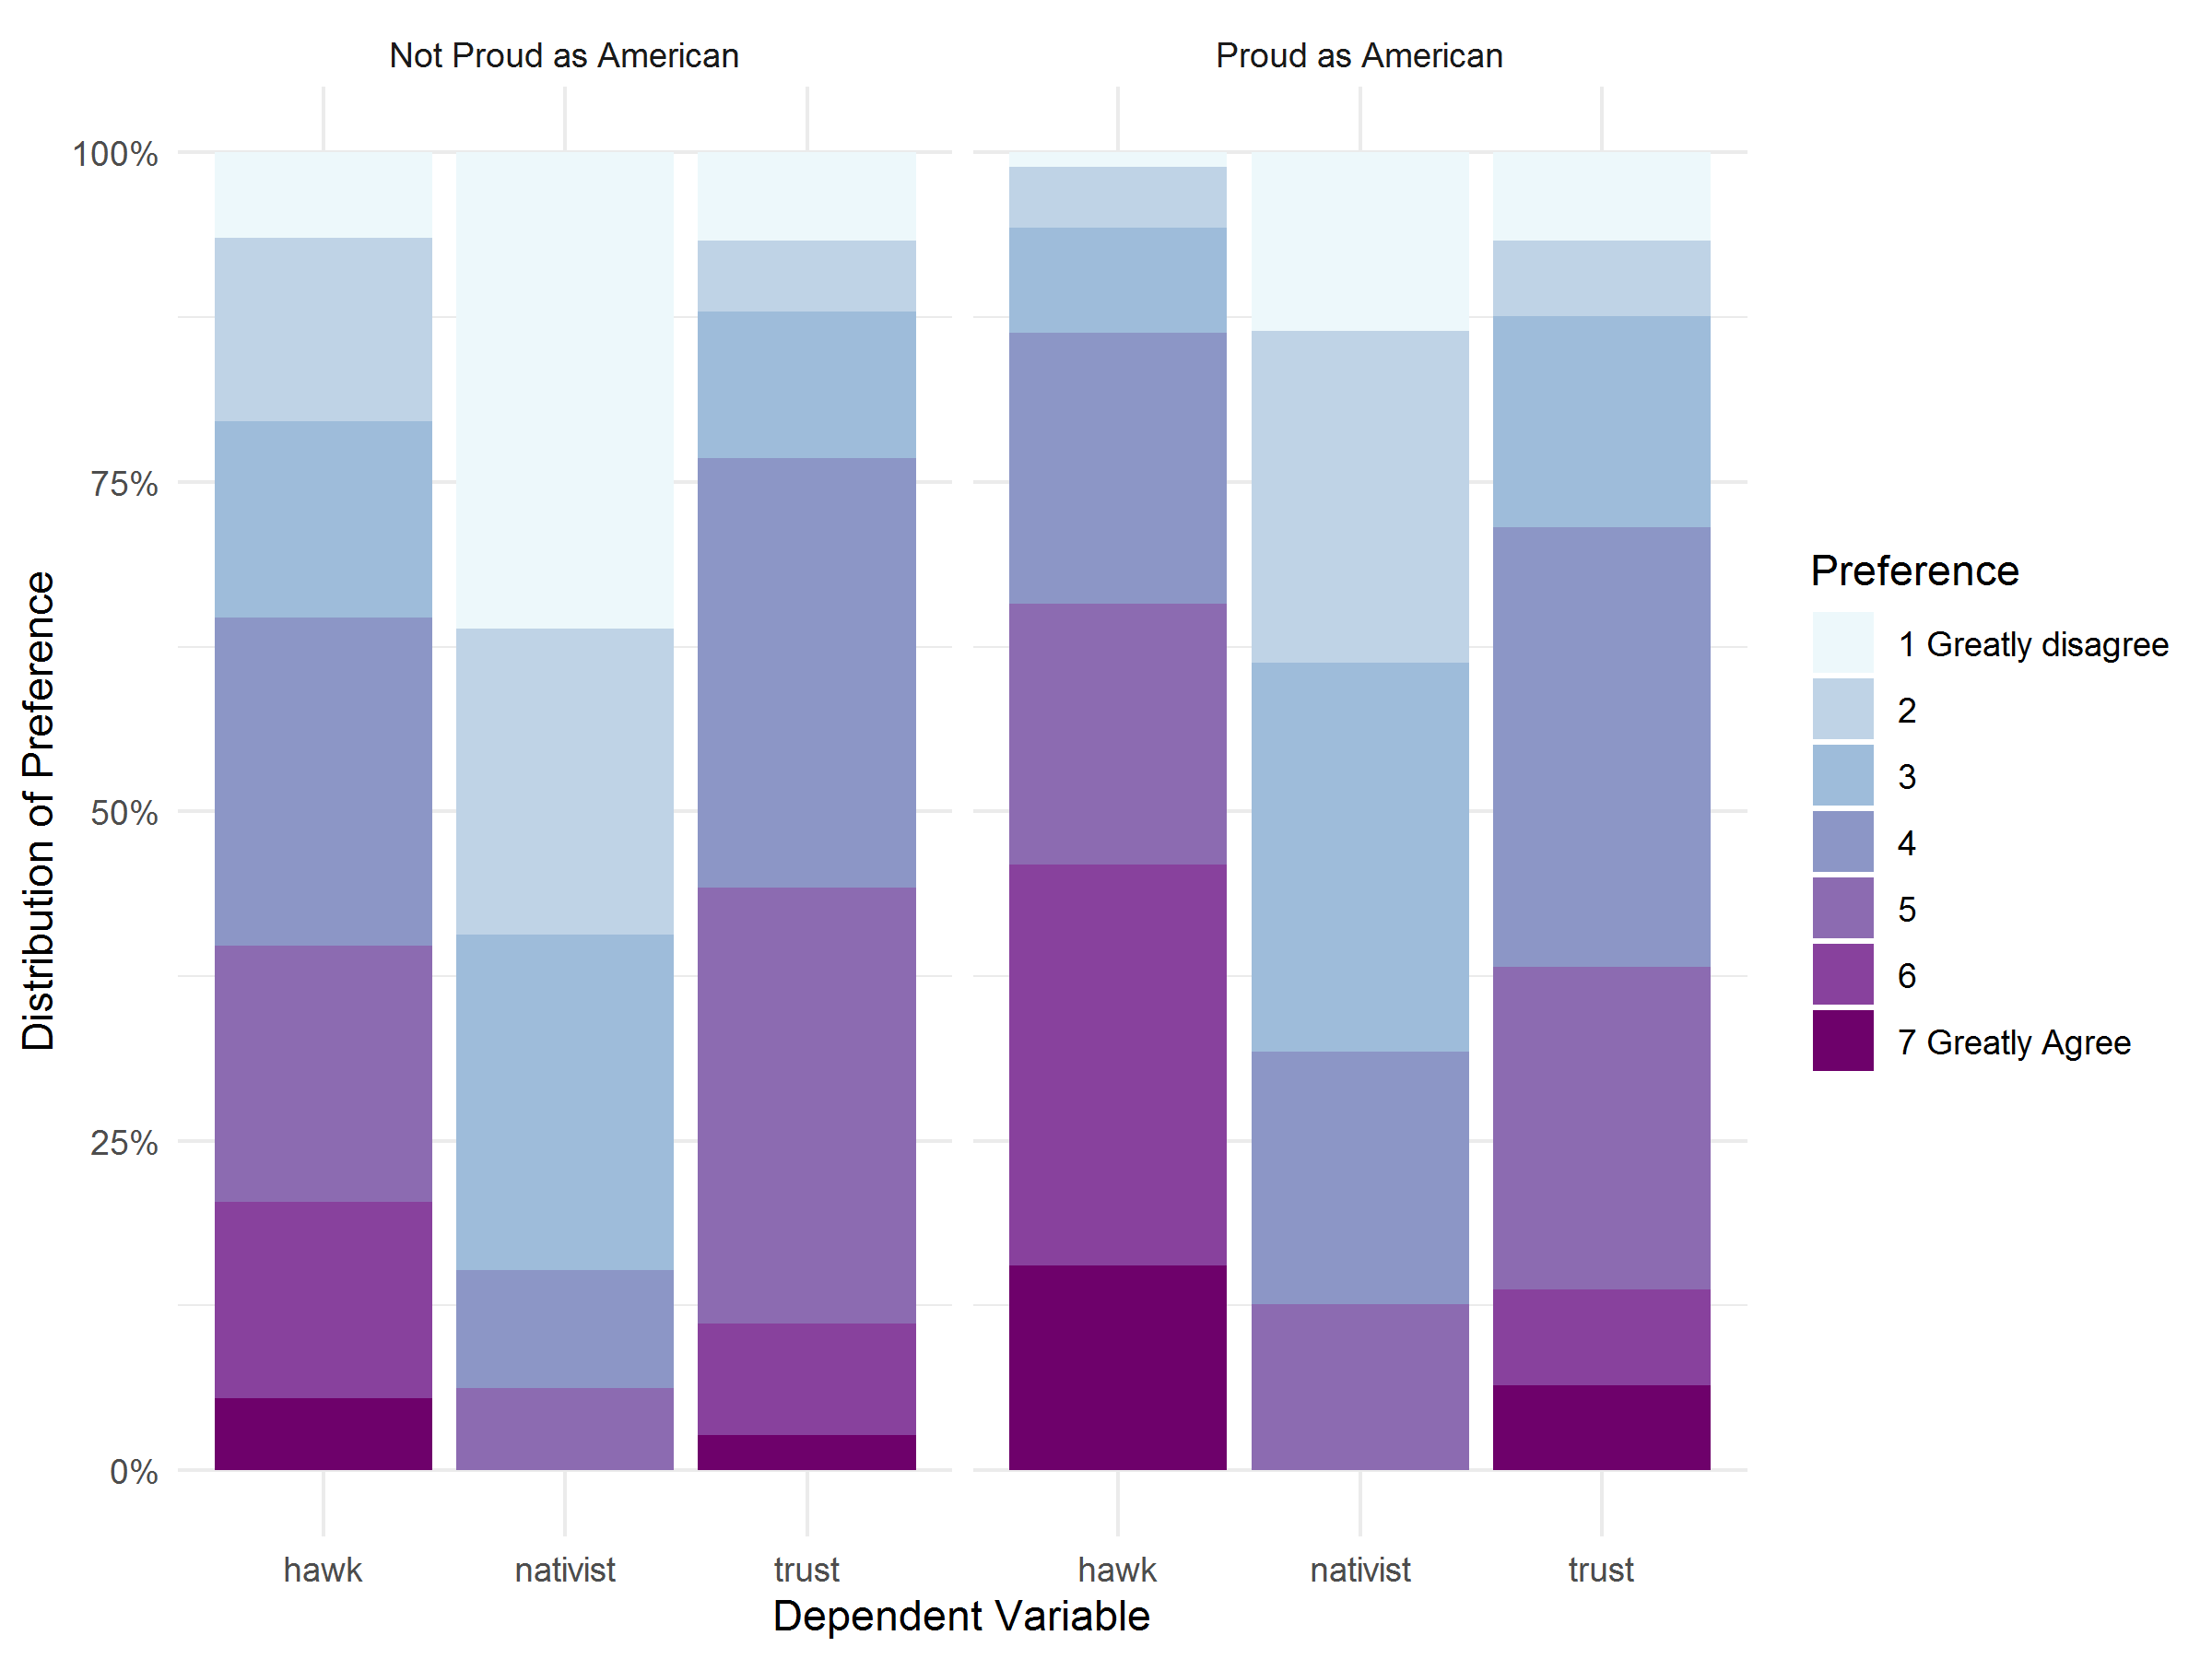 Not Proud as American
Proud as American
100%
75%
50%
25%
0%
Distribution of Preference
hawk
nativist
trust
hawk
nativist
trust
Dependent Variable
Preference
1 Greatly disagree
2
3
4
5
6
7 Greatly Agree